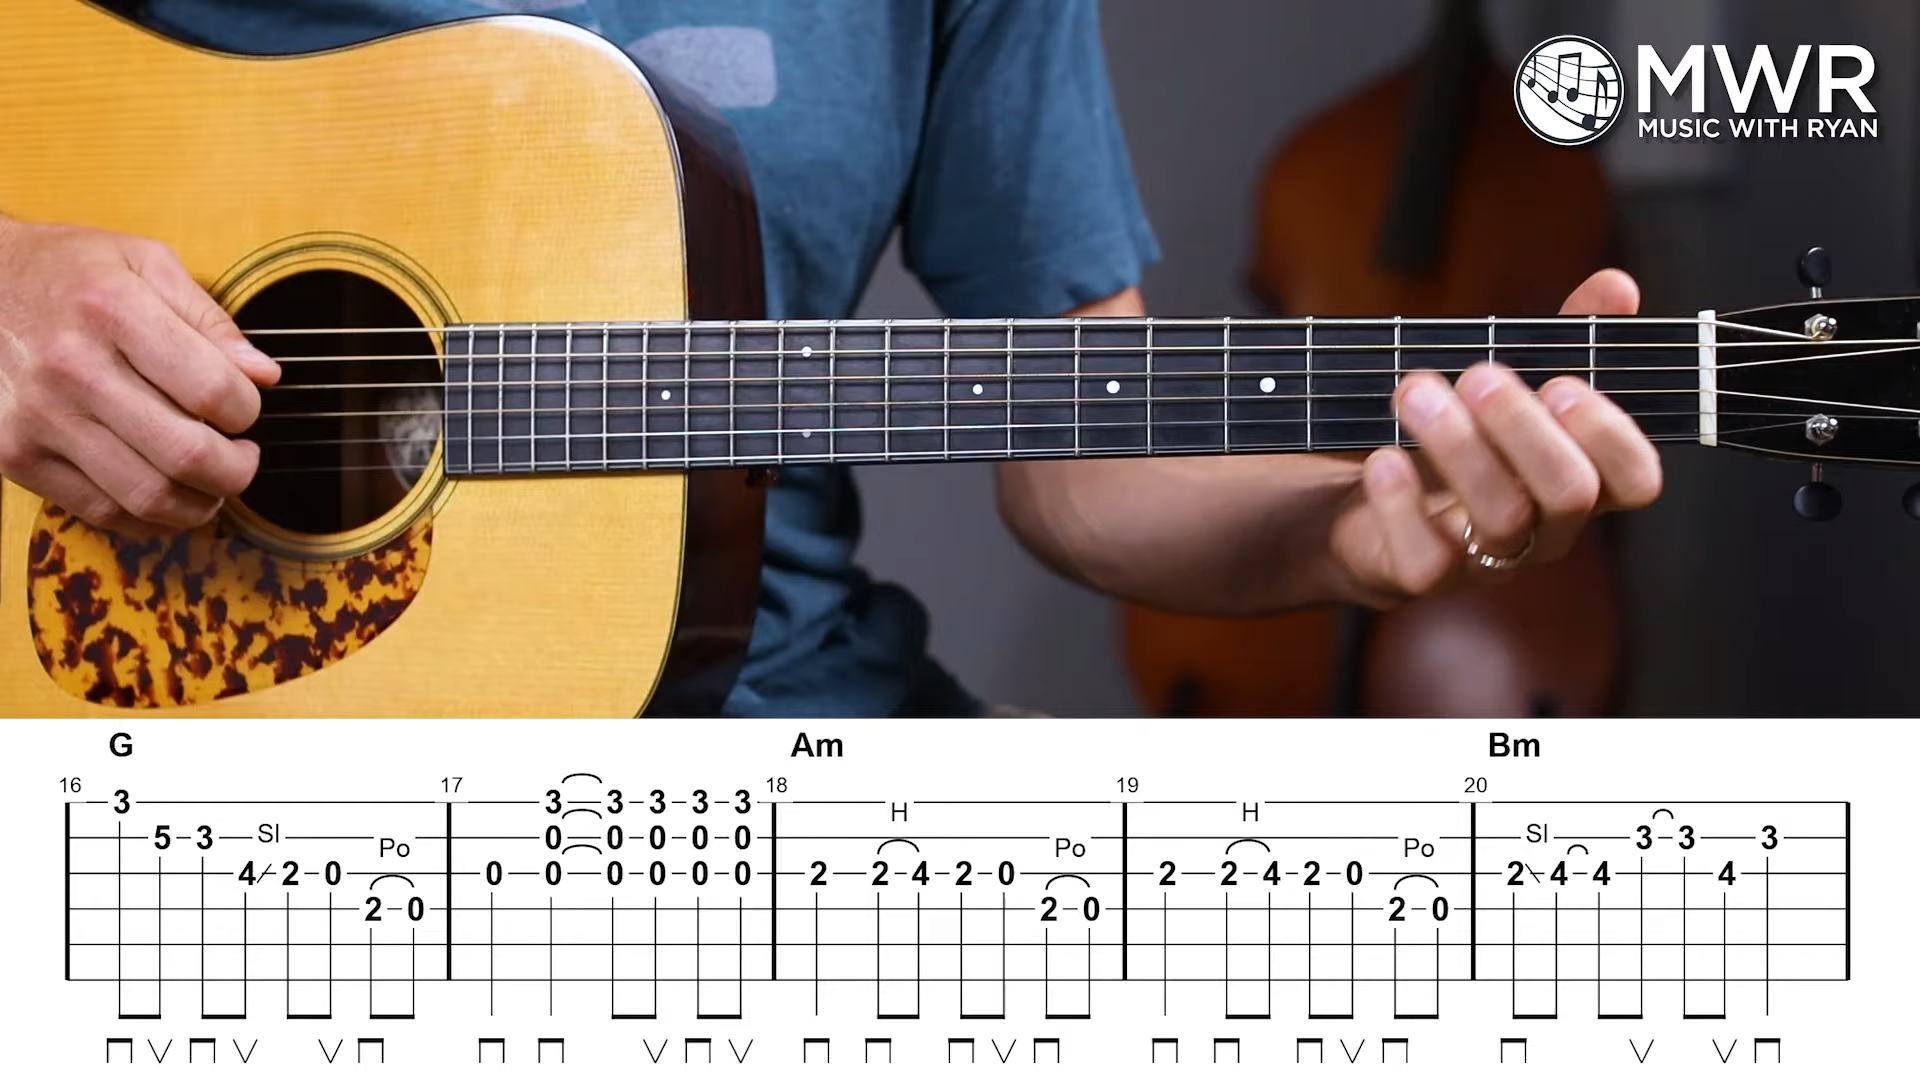 MWR
MUSIC WITH RYAN
G Am Bm
16 17 18 19 20
3 3 3 3 3 3 H H
5 3 Sl 0 0 0 0 0 Sl 3 3 3
4 2 0 Po 0 0 0 0 0 0 2 2 4 2 0 Po 2 2 4 2 0 Po 2 4 4 4
2 0 2 0 2 0